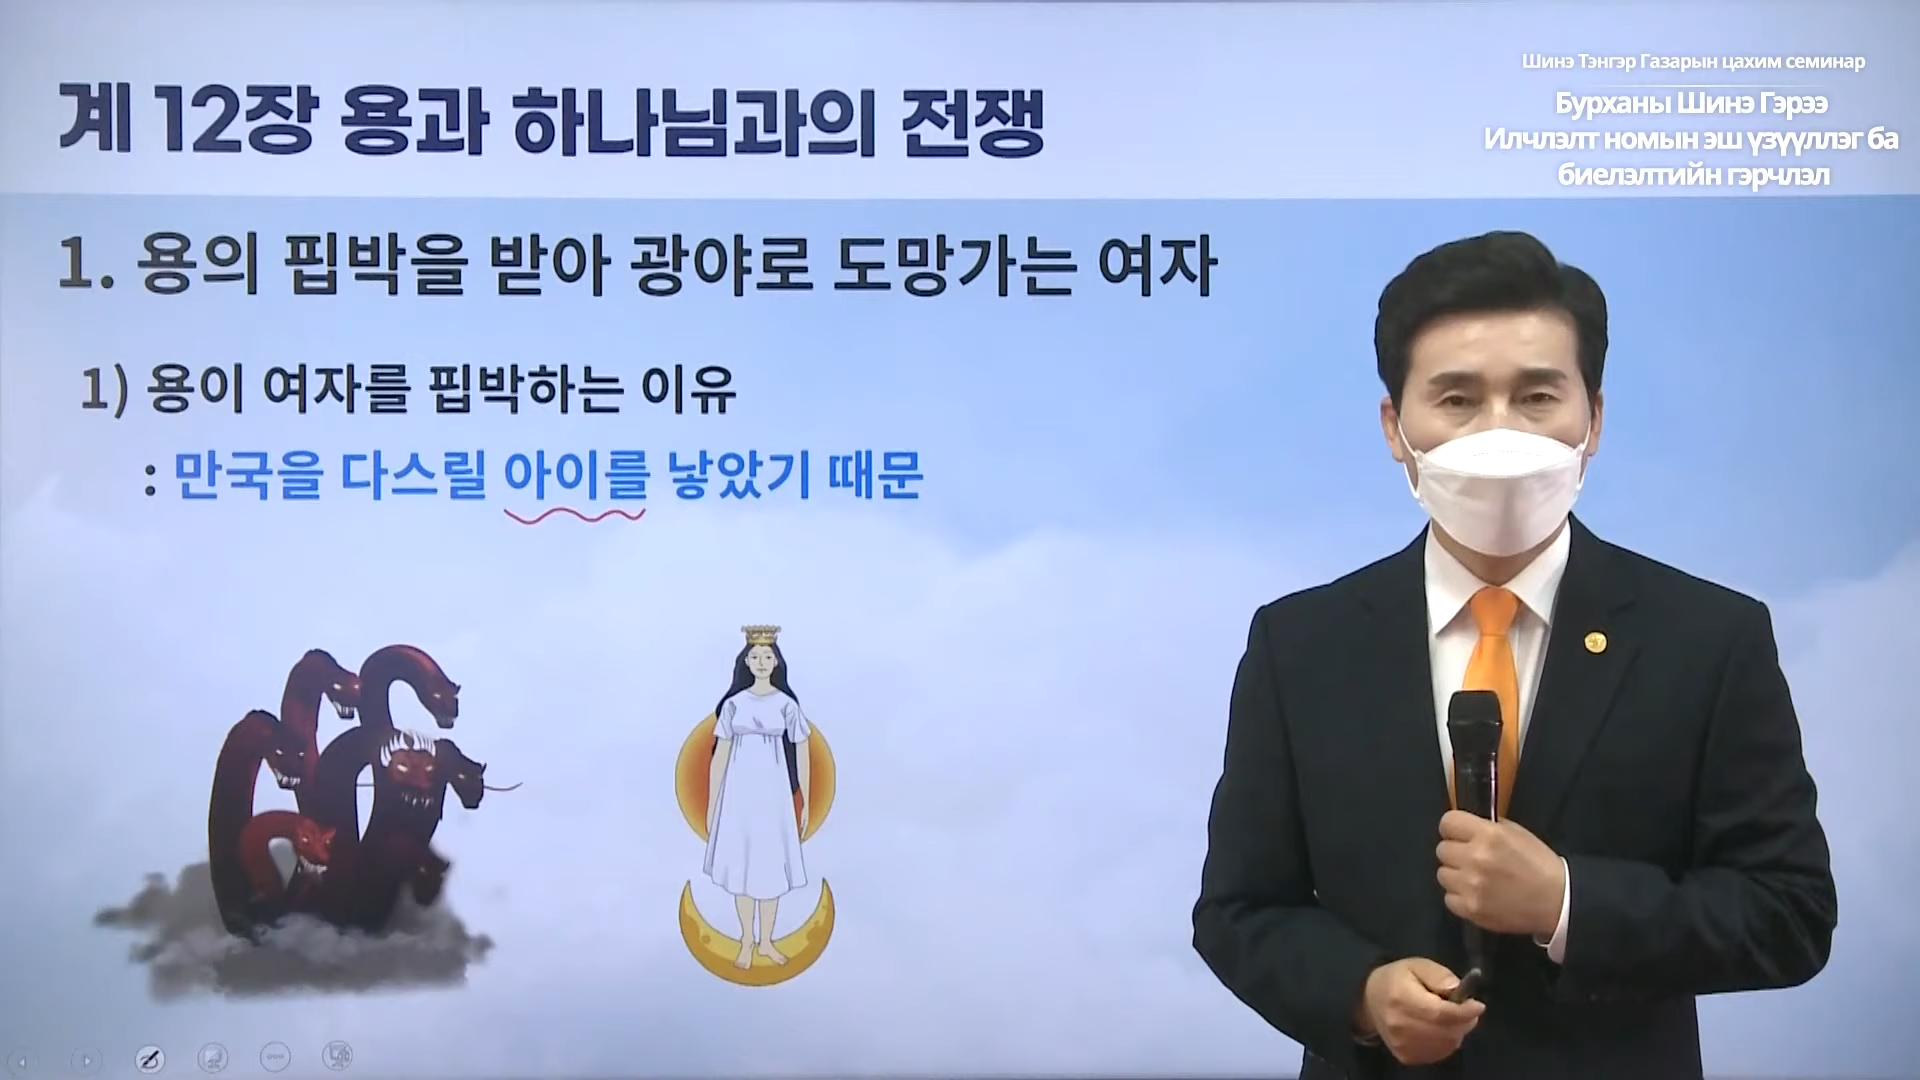 계 12장 용과 하나님과의 전쟁
1. 용의 핍박을 받아 광야로 도망가는 여자
1) 용이 여자를 핍박하는 이유
: 만국을 다스릴 아이를 낳았기 때문
Шинэ Тэнгэр Газарын цахим семинар
Бурханы Шинэ Гэрээ
Илчлэлт номын эш үзүүллэг ба
биелэлтийн гэрчлэл